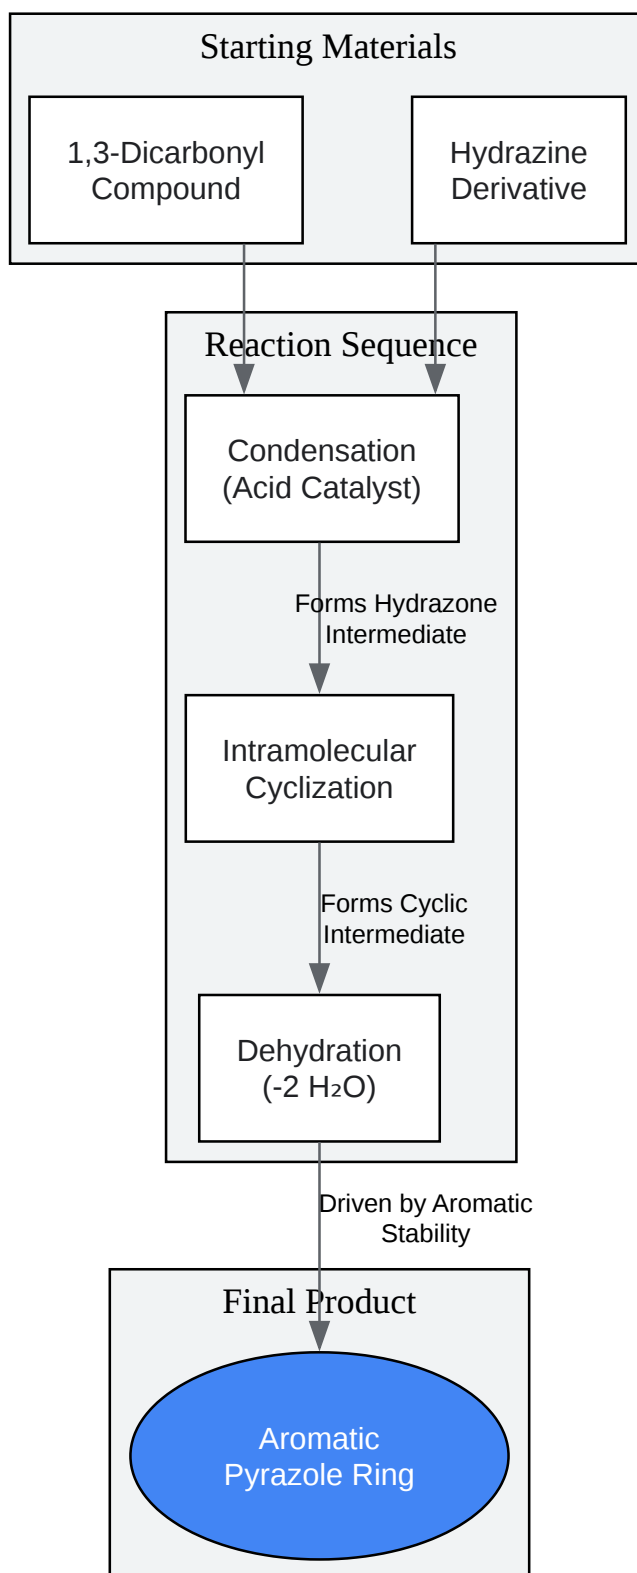 Starting Materials
1,3-Dicarbonyl
Compound
Hydrazine
Derivative
Reaction Sequence
Condensation
(Acid Catalyst)
Forms Hydrazone
Intermediate
Intramolecular
Cyclization
Forms Cyclic
Intermediate
Dehydration
(-2 H₂O)
Driven by Aromatic
Stability
Final Product
Aromatic
Pyrazole Ring